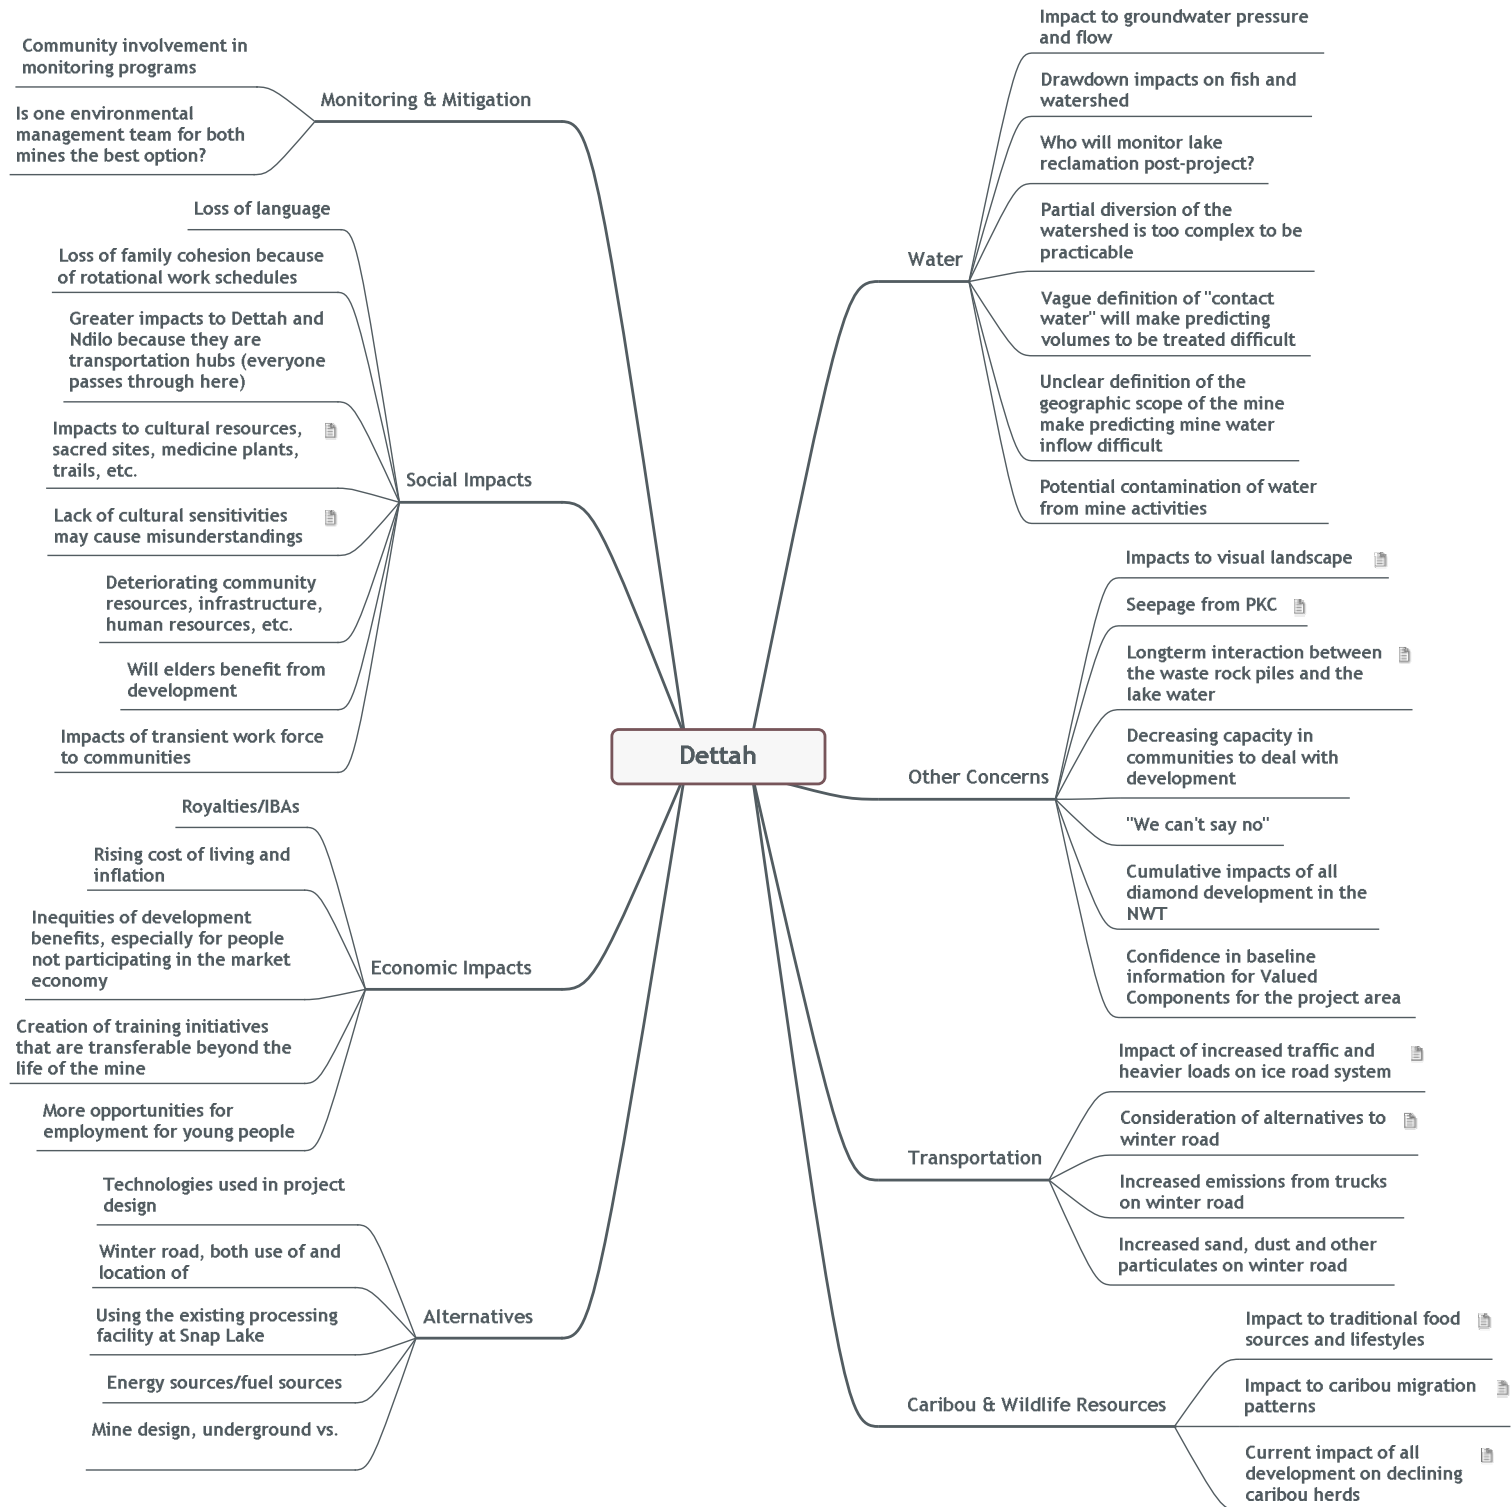 Community involvement in
monitoring programs
Is one environmental
management team for both
mines the best option?
Monitoring & Mitigation
Loss of language
Loss of family cohesion because
of rotational work schedules
Greater impacts to Dettah and
Ndilo because they are
transportation hubs (everyone
passes through here)
Impacts to cultural resources,
sacred sites, medicine plants,
trails, etc.
Lack of cultural sensitivities
may cause misunderstandings
Deteriorating community
resources, infrastructure,
human resources, etc.
Will elders benefit from
development
Impacts of transient work force
to communities
Social Impacts
Royalties/IBAs
Rising cost of living and
inflation
Inequities of development
benefits, especially for people
not participating in the market
economy
Creation of training initiatives
that are transferable beyond the
life of the mine
More opportunities for
employment for young people
Economic Impacts
Technologies used in project
design
Winter road, both use of and
location of
Using the existing processing
facility at Snap Lake
Energy sources/fuel sources
Mine design, underground vs.
Alternatives
Dettah
Water
Impact to groundwater pressure
and flow
Drawdown impacts on fish and
watershed
Who will monitor lake
reclamation post-project?
Partial diversion of the
watershed is too complex to be
practicable
Vague definition of "contact
water" will make predicting
volumes to be treated difficult
Unclear definition of the
geographic scope of the mine
make predicting mine water
inflow difficult
Potential contamination of water
from mine activities
Other Concerns
Impacts to visual landscape
Seepage from PKC
Longterm interaction between
the waste rock piles and the
lake water
Decreasing capacity in
communities to deal with
development
"We can't say no"
Cumulative impacts of all
diamond development in the
NWT
Confidence in baseline
information for Valued
Components for the project area
Transportation
Impact of increased traffic and
heavier loads on ice road system
Consideration of alternatives to
winter road
Increased emissions from trucks
on winter road
Increased sand, dust and other
particulates on winter road
Caribou & Wildlife Resources
Impact to traditional food
sources and lifestyles
Impact to caribou migration
patterns
Current impact of all
development on declining
caribou herds